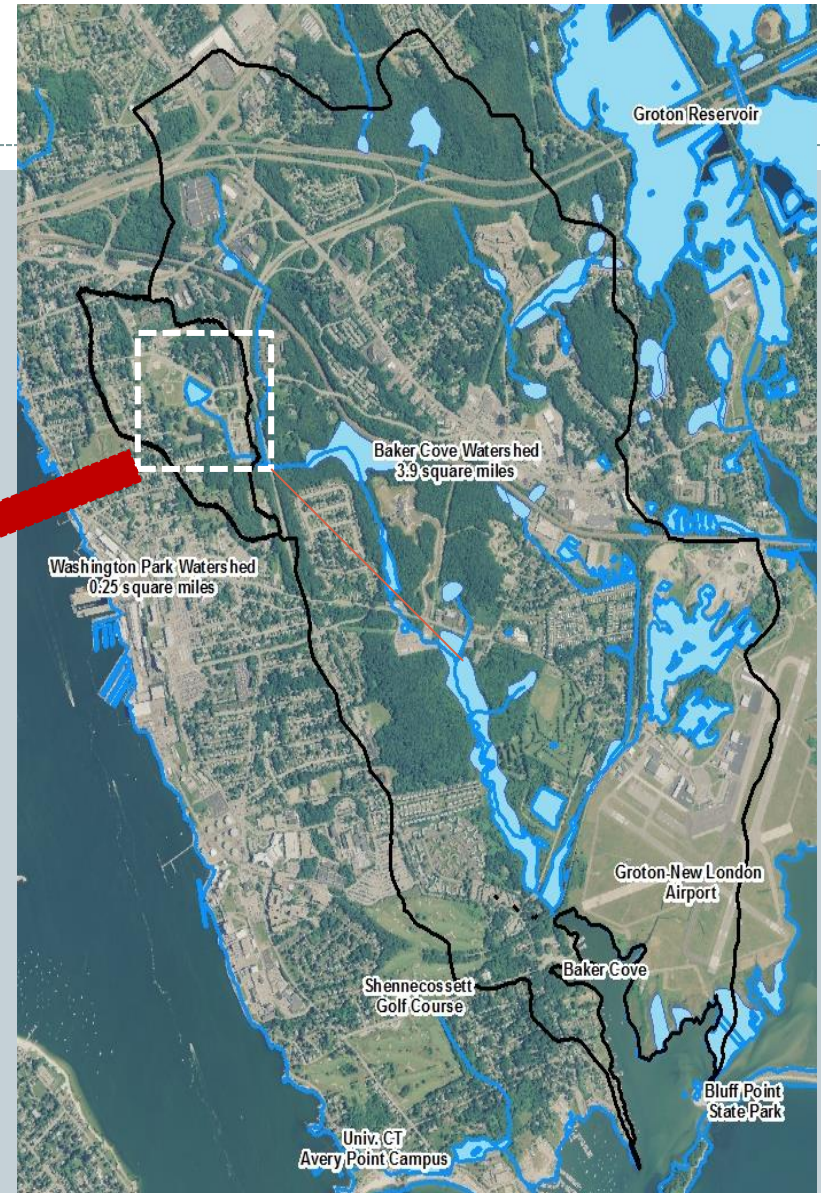 Groton Reservoir
Baker Cove Watershed
3.9 square miles
Washington Park Watershed
0.25 square miles
Groton-New London
Airport
Baker Cove
Shennecossett
Golf Course
Bluff Point
State Park
Univ. CT
Avery Point Campus